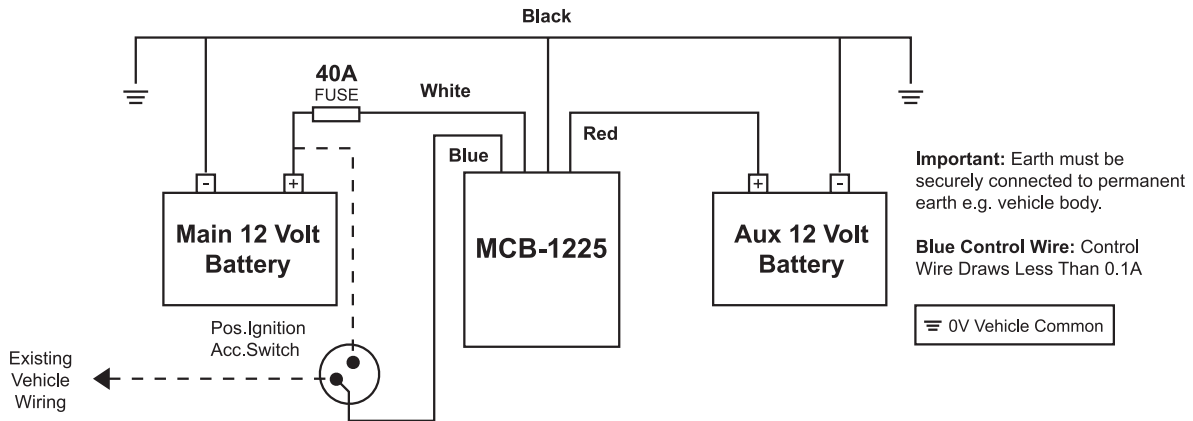 Black
40A
FUSE
White
Blue
Red
- +
Main 12 Volt
Battery
MCB-1225
+ -
Aux 12 Volt
Battery
Important: Earth must be
securely connected to permanent
earth e.g. vehicle body.
Blue Control Wire: Control
Wire Draws Less Than 0.1A
0V Vehicle Common
Pos.Ignition
Acc.Switch
Existing
Vehicle
Wiring